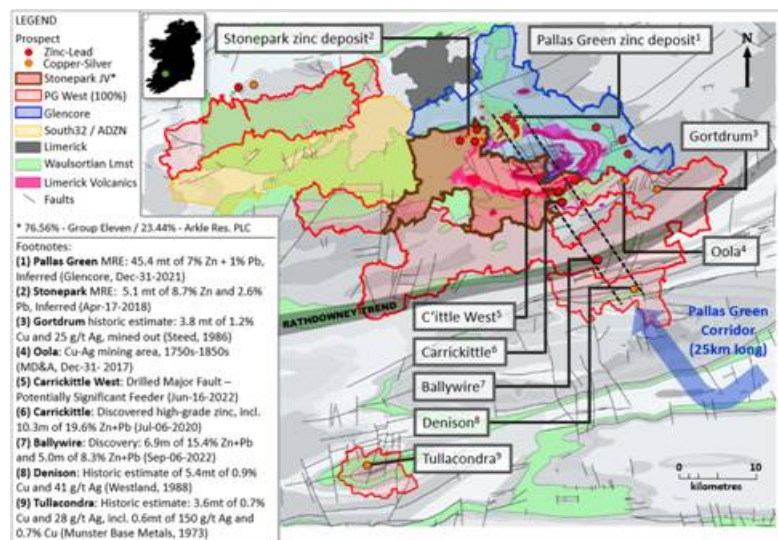 LEGEND
Prospect
Zinc-Lead
Copper-Silver
Stonepark JV*
PG West (100%)
Glencore
South32 / ADZN
Limerick
Waulsortian Lmst
Limerick Volcanics
Faults
* 76.56% - Group Eleven / 23.44% - Arkle Res. PLC
Footnotes:
(1) Pallas Green MRE: 45.4 mt of 7% Zn + 1% Pb,
Inferred (Glencore, Dec-31-2021)
(2) Stonepark MRE: 5.1 mt of 8.7% Zn and 2.6%
Pb, Inferred (Apr-17-2018)
(3) Gortdrum historic estimate: 3.8 mt of 1.2%
Cu and 25 g/t Ag, mined out (Steed, 1986)
(4) Oola: Cu-Ag mining area, 1750s-1850s
(MD&A, Dec-31- 2017)
(5) Carrickittle West: Drilled Major Fault –
Potentially Significant Feeder (Jun-16-2022)
(6) Carrickittle: Discovered high-grade zinc, incl.
10.3m of 19.6% Zn+Pb (Jul-06-2020)
(7) Ballywire: Discovery: 6.9m of 15.4% Zn+Pb
and 5.0m of 8.3% Zn+Pb (Sep-06-2022)
(8) Denison: Historic estimate of 5.4mt of 0.9%
Cu and 41 g/t Ag (Westland, 1988)
(9) Tullacondra: Historic estimate: 3.6mt of 0.7%
Cu and 28 g/t Ag, incl. 0.6mt of 150 g/t Ag and
0.7% Cu (Munster Base Metals, 1973)
Stonepark zinc deposit2
Pallas Green zinc deposit1
N
Gortdrum3
Oola4
RATHDOWNEY TREND
C'ittle West5
Carrickittle6
Ballywire7
Denison8
Tullacondra9
Pallas Green
Corridor
(25km long)
0 10
kilometres